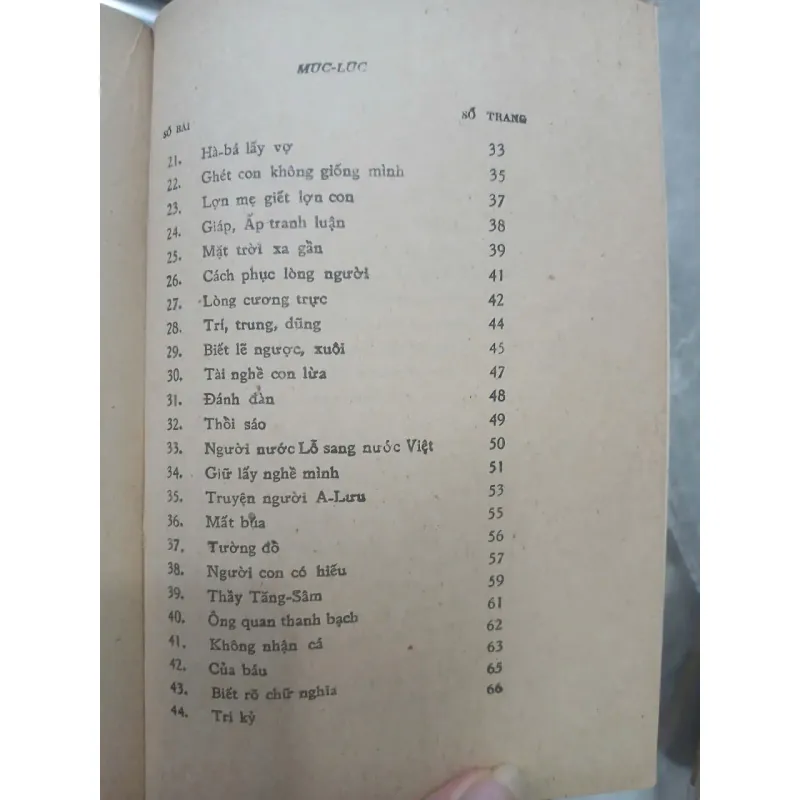 MỤC-LỤC
SỐ BÀI SỐ TRANG
21. Hà-bá lấy vợ 33
22. Ghét con không giống mình 35
23. Lợn mẹ giết lợn con 37
24. Giáp, Ấp tranh luận 38
25. Mặt trời xa gần 39
26. Cách phục lòng người 41
27. Lòng cương trực 42
28. Trí, trung, dũng 44
29. Biết lẽ ngược, xuôi 45
30. Tài nghề con lừa 47
31. Đánh đàn 48
32. Thổi sáo 49
33. Người nước Lỗ sang nước Việt 50
34. Giữ lấy nghề mình 51
35. Truyện người A-Lưu 53
36. Mất búa 55
37. Tường đổ 56
38. Người con có hiếu 57
39. Thầy Tăng-Sâm 59
40. Ông quan thanh bạch 61
41. Không nhận cá 62
42. Của báu 63
43. Biết rõ chữ nghĩa 65
44. Tri kỷ 66